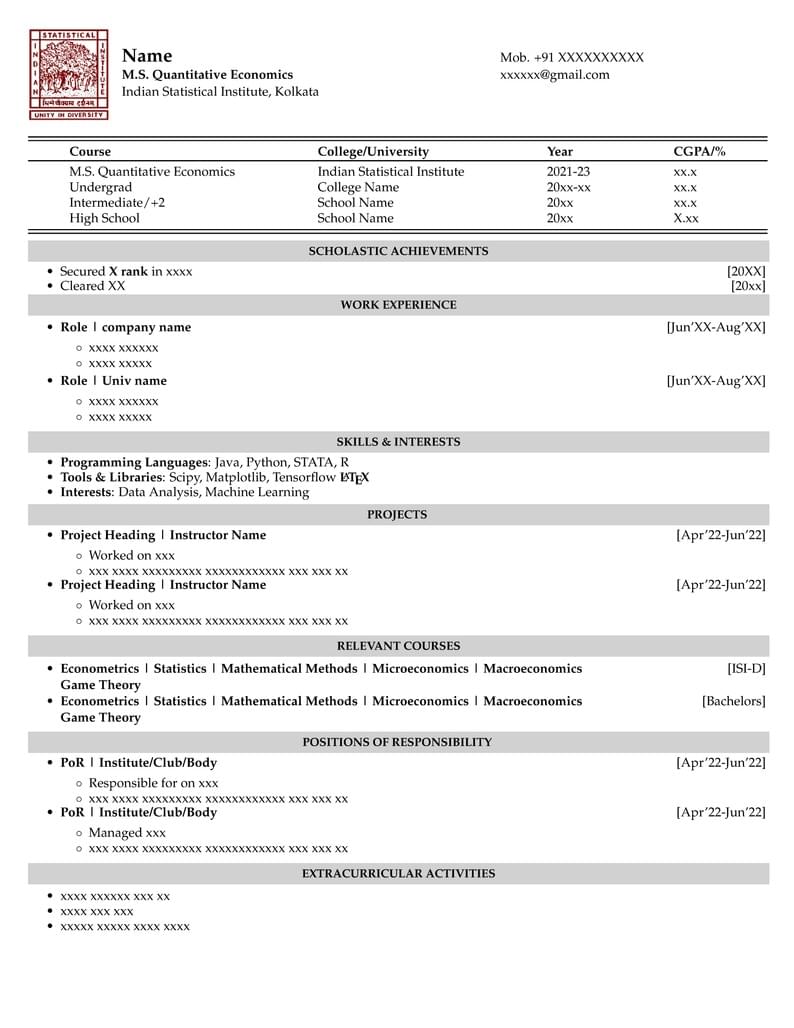 STATISTICAL
INDIAN
INSTITUTE
UNITY IN DIVERSITY
Name
M.S. Quantitative Economics
Indian Statistical Institute, Kolkata
Mob. +91 XXXXXXXXXX
xxxxxx@gmail.com
Course College/University Year CGPA/%
M.S. Quantitative Economics Indian Statistical Institute 2021-23 xx.x
Undergrad College Name 20xx-xx xx.x
Intermediate/+2 School Name 20xx xx.x
High School School Name 20xx X.xx
SCHOLASTIC ACHIEVEMENTS
• Secured X rank in xxxx [20XX]
• Cleared XX [20xx]
WORK EXPERIENCE
• Role | company name [Jun'XX-Aug'XX]
○ xxxx xxxxxx
○ xxxx xxxxx
• Role | Univ name [Jun'XX-Aug'XX]
○ xxxx xxxxxx
○ xxxx xxxxx
SKILLS & INTERESTS
• Programming Languages: Java, Python, STATA, R
• Tools & Libraries: Scipy, Matplotlib, Tensorflow LATEX
• Interests: Data Analysis, Machine Learning
PROJECTS
• Project Heading | Instructor Name [Apr'22-Jun'22]
○ Worked on xxx
○ xxx xxxx xxxxxxxxx xxxxxxxxxxxx xxx xxx xx
• Project Heading | Instructor Name [Apr'22-Jun'22]
○ Worked on xxx
○ xxx xxxx xxxxxxxxx xxxxxxxxxxxx xxx xxx xx
RELEVANT COURSES
• Econometrics | Statistics | Mathematical Methods | Microeconomics | Macroeconomics [ISI-D]
Game Theory
• Econometrics | Statistics | Mathematical Methods | Microeconomics | Macroeconomics [Bachelors]
Game Theory
POSITIONS OF RESPONSIBILITY
• PoR | Institute/Club/Body [Apr'22-Jun'22]
○ Responsible for on xxx
○ xxx xxxx xxxxxxxxx xxxxxxxxxxxx xxx xxx xx
• PoR | Institute/Club/Body [Apr'22-Jun'22]
○ Managed xxx
○ xxx xxxx xxxxxxxxx xxxxxxxxxxxx xxx xxx xx
EXTRACURRICULAR ACTIVITIES
• xxxx xxxxxx xxx xx
• xxxx xxx xxx
• xxxxx xxxxx xxxx xxxx